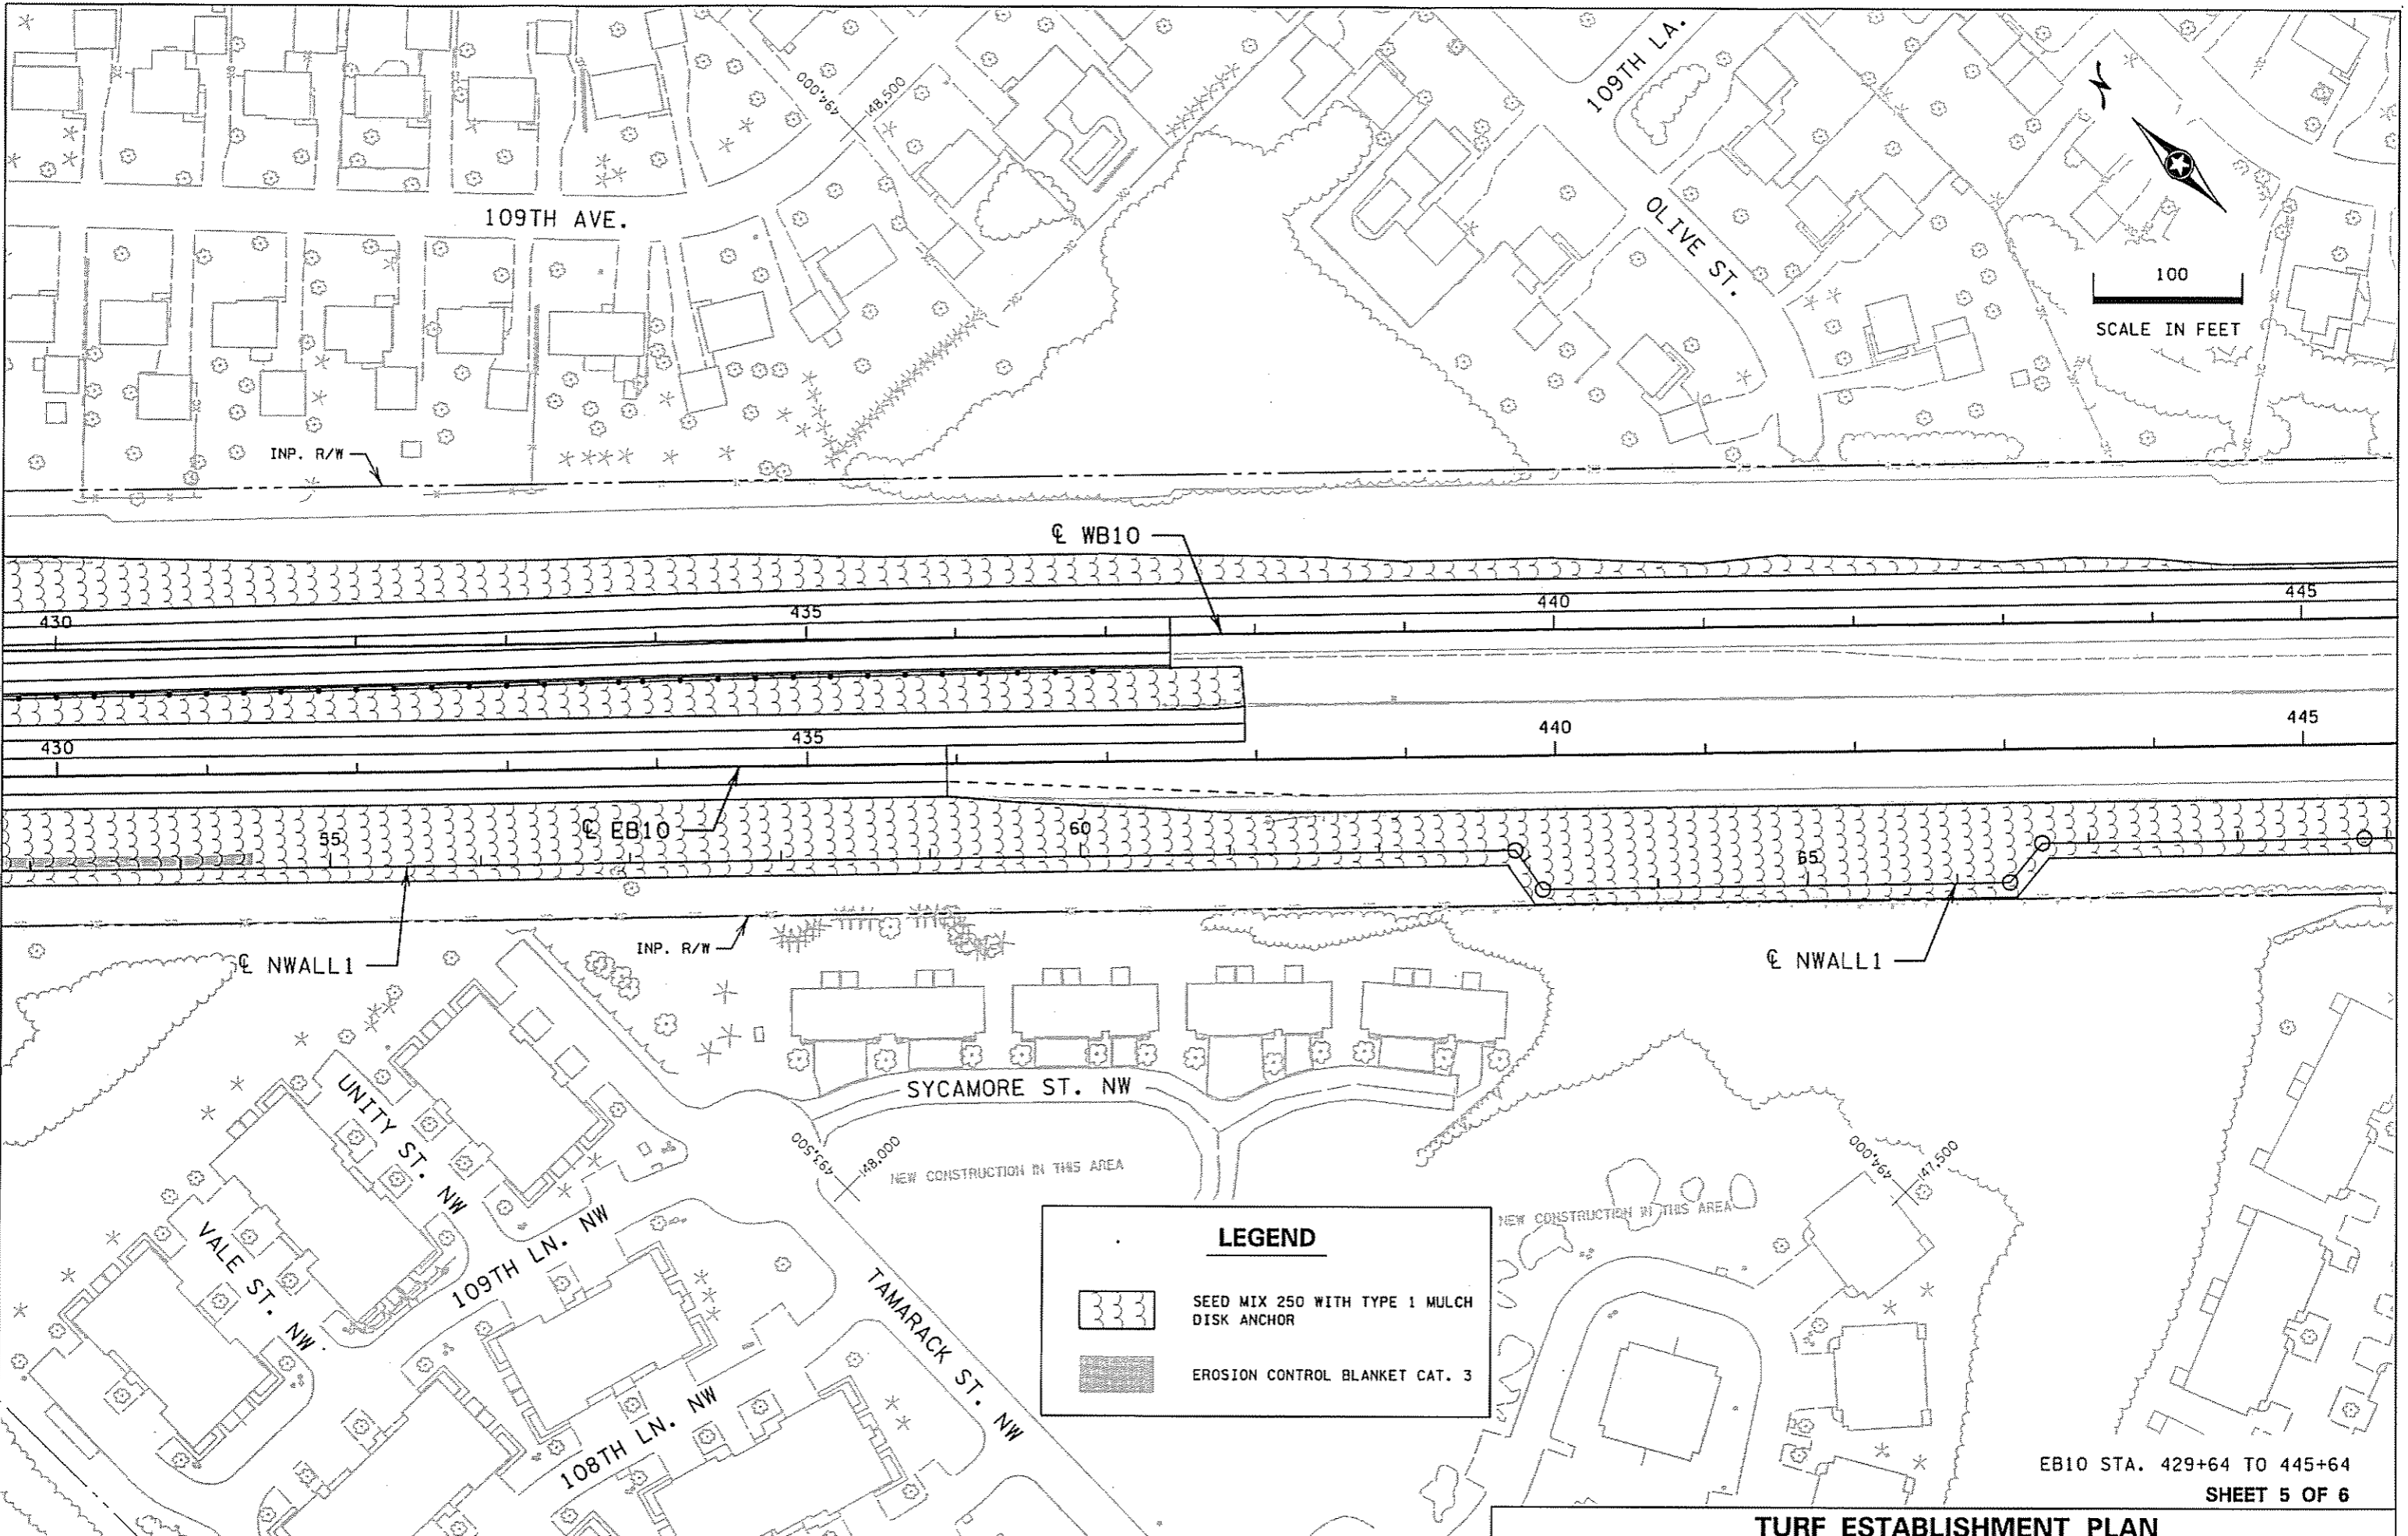 109TH LA.
494,000
148,500
N
109TH AVE.
OLIVE ST.
100
SCALE IN FEET
INP. R/W
℄ WB10
430
435
440
445
430
435
440
445
55
℄ EB10
60
65
INP. R/W
℄ NWALL1
℄ NWALL1
UNITY ST. NW
SYCAMORE ST. NW
493,500
148,000
NEW CONSTRUCTION IN THIS AREA
494,000
147,500
NEW CONSTRUCTION IN THIS AREA
VALE ST. NW
109TH LN. NW
TAMARACK ST. NW
108TH LN. NW
LEGEND
SEED MIX 250 WITH TYPE 1 MULCH
DISK ANCHOR
EROSION CONTROL BLANKET CAT. 3
EB10 STA. 429+64 TO 445+64
SHEET 5 OF 6
TURF ESTABLISHMENT PLAN